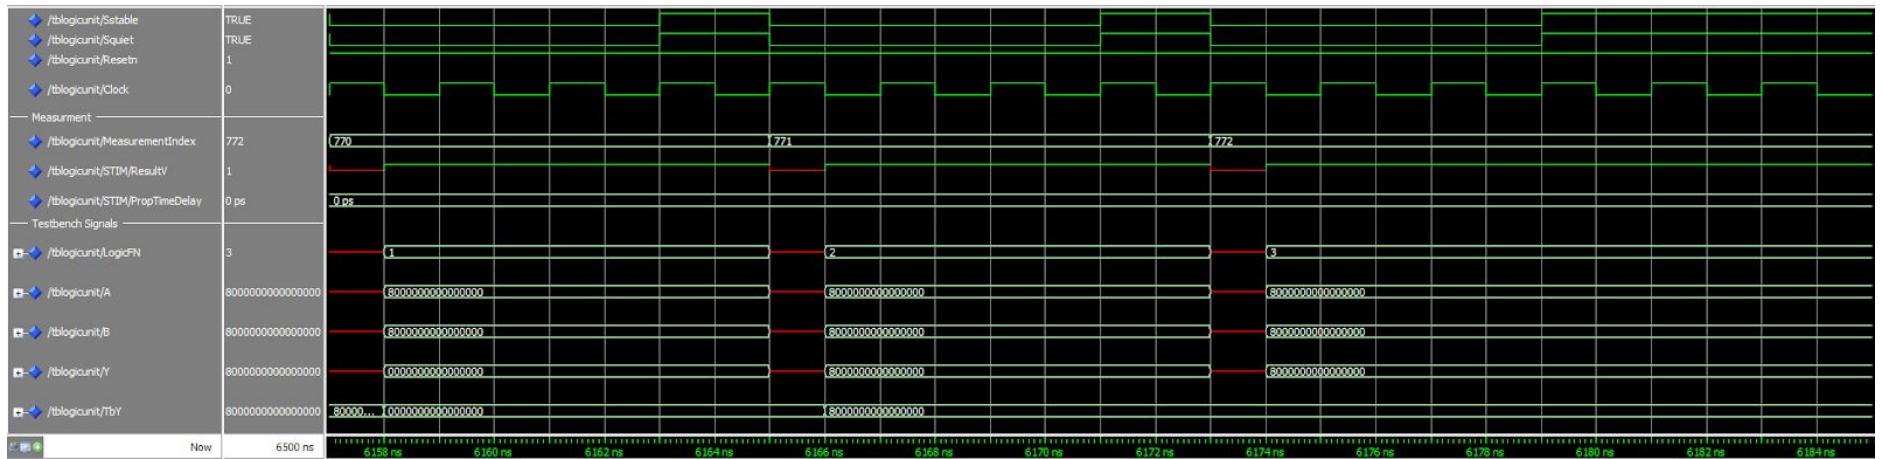 /tblogicunit/Sstable TRUE
/tblogicunit/Squiet TRUE
/tblogicunit/Resetn 1
/tblogicunit/Clock 0
Measurment
/tblogicunit/MeasurementIndex 772 770 771 772
/tblogicunit/STIM/ResultV 1
/tblogicunit/STIM/PropTimeDelay 0 ps 0 ps
Testbench Signals
/tblogicunit/LogicFN 3 1 2 3
/tblogicunit/A 8000000000000000 8000000000000000 8000000000000000 8000000000000000
/tblogicunit/B 8000000000000000 8000000000000000 8000000000000000 8000000000000000
/tblogicunit/Y 8000000000000000 0000000000000000 8000000000000000 8000000000000000
/tblogicunit/TbY 8000000000000000 80000... 0000000000000000 8000000000000000
Now 6500 ns 6158 ns 6160 ns 6162 ns 6164 ns 6166 ns 6168 ns 6170 ns 6172 ns 6174 ns 6176 ns 6178 ns 6180 ns 6182 ns 6184 ns